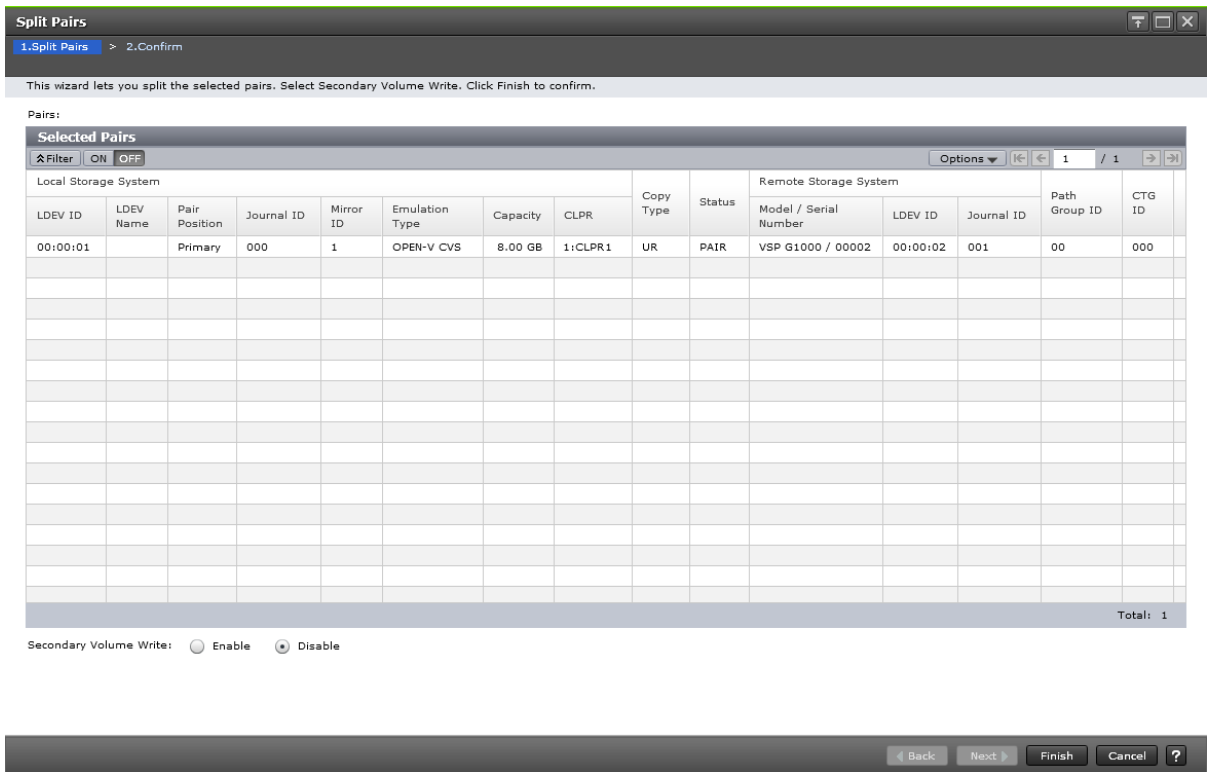 Split Pairs
1.Split Pairs > 2.Confirm
This wizard lets you split the selected pairs. Select Secondary Volume Write. Click Finish to confirm.
Pairs:
Selected Pairs
Filter ON OFF Options 1 / 1
Local Storage System Copy Type Status Remote Storage System Path Group ID CTG ID
LDEV ID LDEV Name Pair Position Journal ID Mirror ID Emulation Type Capacity CLPR Model / Serial Number LDEV ID Journal ID
00:00:01 Primary 000 1 OPEN-V CVS 8.00 GB 1:CLPR1 UR PAIR VSP G1000 / 00002 00:00:02 001 00 000
Total: 1
Secondary Volume Write: Enable Disable
Back Next Finish Cancel ?